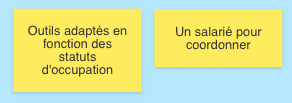 Outils adaptés en
fonction des
statuts
d'occupation
Un salarié pour
coordonner